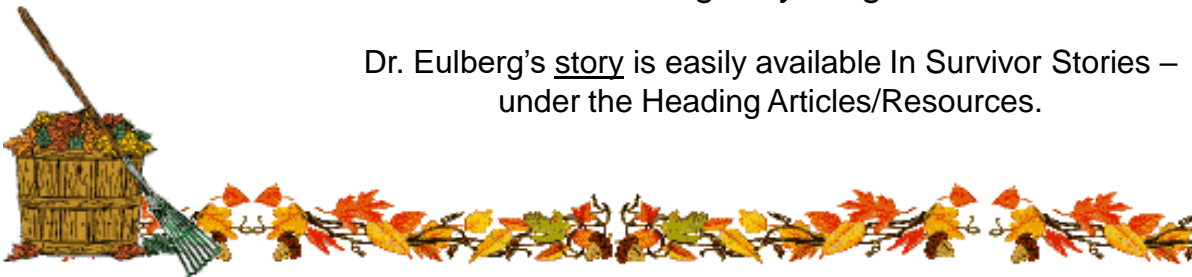 Dr. Eulberg's story is easily available In Survivor Stories –
under the Heading Articles/Resources.